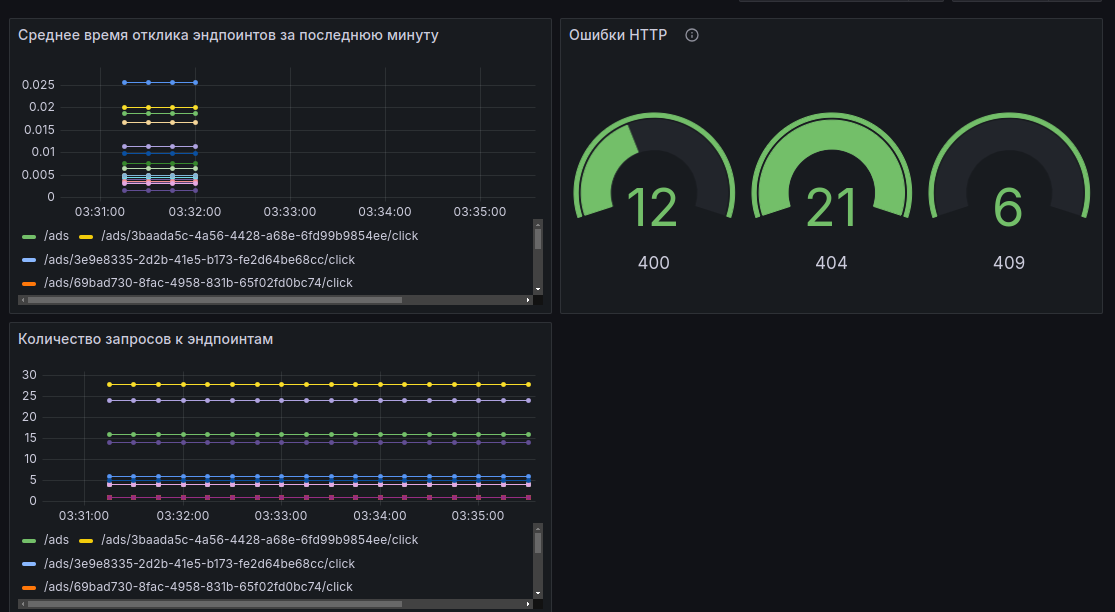 Среднее время отклика эндпоинтов за последнюю минуту
0.025
0.02
0.015
0.01
0.005
0
03:31:00 03:32:00 03:33:00 03:34:00 03:35:00
/ads /ads/3baada5c-4a56-4428-a68e-6fd99b9854ee/click
/ads/3e9e8335-2d2b-41e5-b173-fe2d64be68cc/click
/ads/69bad730-8fac-4958-831b-65f02fd0bc74/click
Ошибки HTTP
12 21 6
400 404 409
Количество запросов к эндпоинтам
30
25
20
15
10
5
0
03:31:00 03:32:00 03:33:00 03:34:00 03:35:00
/ads /ads/3baada5c-4a56-4428-a68e-6fd99b9854ee/click
/ads/3e9e8335-2d2b-41e5-b173-fe2d64be68cc/click
/ads/69bad730-8fac-4958-831b-65f02fd0bc74/click